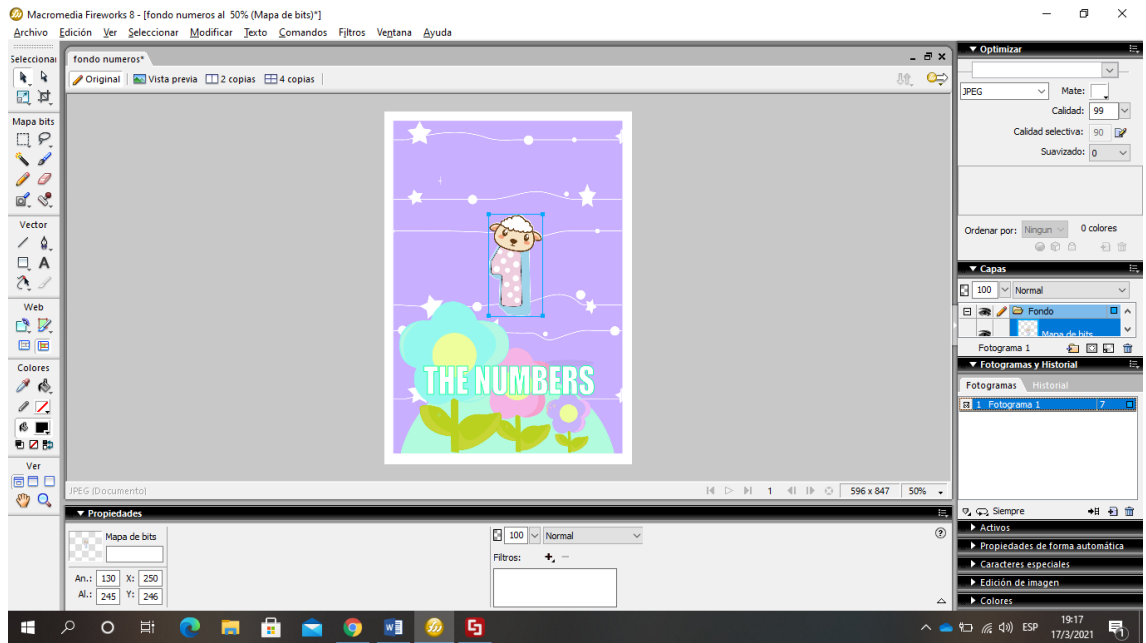 Macromedia Fireworks 8 - [fondo numeros al 50% (Mapa de bits)*]
Archivo Edición Ver Seleccionar Modificar Texto Comandos Filtros Ventana Ayuda
Seleccionar
Mapa bits
Vector
A
Web
Colores
Ver
fondo numeros*
Original Vista previa 2 copias 4 copias
THE NUMBERS
JPEG (Documento)
1 596 x 847 50%
Propiedades
Mapa de bits
An.: 130 X: 250
Al.: 245 Y: 246
100 Normal
Filtros:
Optimizar
JPEG Mate:
Calidad: 99
Calidad selectiva: 90
Suavizado: 0
Ordenar por: Ningun 0 colores
Capas
100 Normal
Fondo
Mapa de bits
Fotograma 1
Fotogramas y Historial
Fotogramas Historial
1 Fotograma 1 7
Siempre
Activos
Propiedades de forma automática
Caracteres especiales
Edición de imagen
Colores
ESP
19:17
17/3/2021